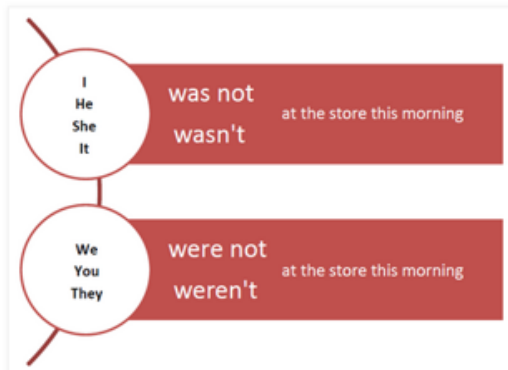 I
He
She
It
was not
wasn't
at the store this morning
We
You
They
were not
weren't
at the store this morning